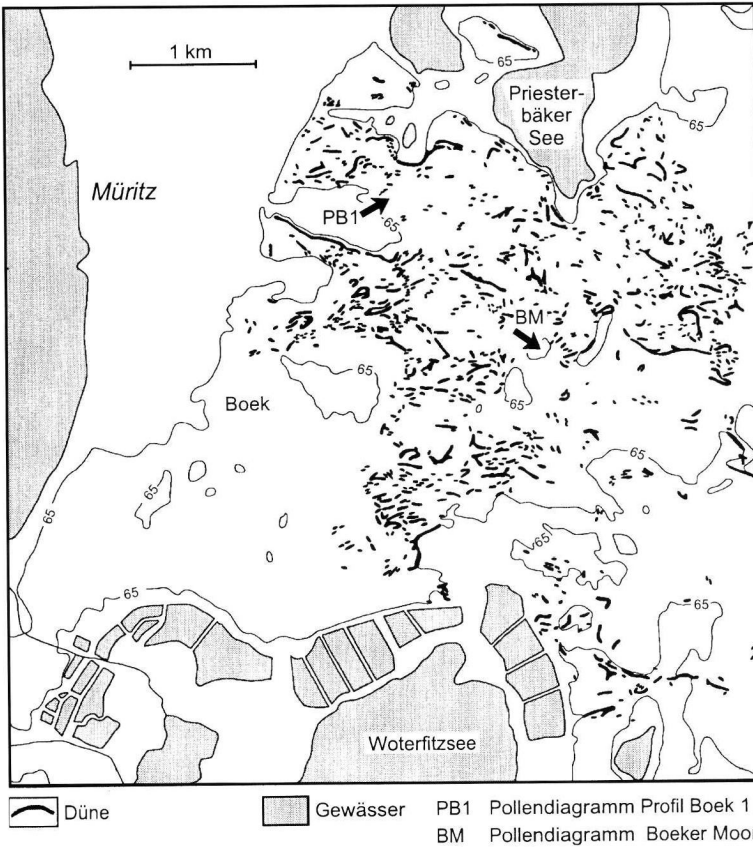 1 km
65
65
Priester-
bäker
See
Müritz
PB1
65
BM
65
65
Boek
65
65
65
65
65
65
Woterfitzsee
Düne
Gewässer
PB1 Pollendiagramm Profil Boek 1
BM Pollendiagramm Boeker Moor